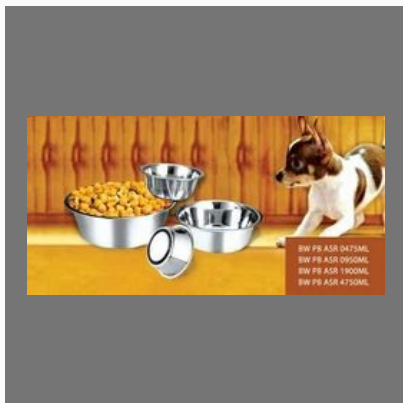 BW PB ASR 0475ML
BW PB ASR 0950ML
BW PB ASR 1900ML
BW PB ASR 4750ML